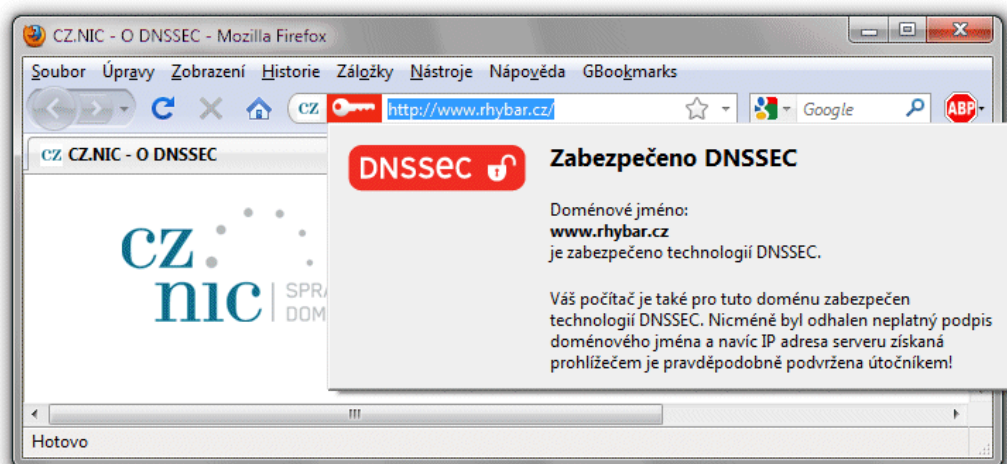 CZ.NIC - O DNSSEC - Mozilla Firefox
Soubor Úpravy Zobrazení Historie Záložky Nástroje Nápověda GBookmarks
cz http://www.rhybar.cz/ Google ABP
cz CZ.NIC - O DNSSEC
DNSSEC
Zabezpečeno DNSSEC
Doménové jméno:
www.rhybar.cz
je zabezpečeno technologií DNSSEC.
Váš počítač je také pro tuto doménu zabezpečen
technologií DNSSEC. Nicméně byl odhalen neplatný podpis
doménového jména a navíc IP adresa serveru získaná
prohlížečem je pravděpodobně podvržena útočníkem!
CZ
nic
Hotovo